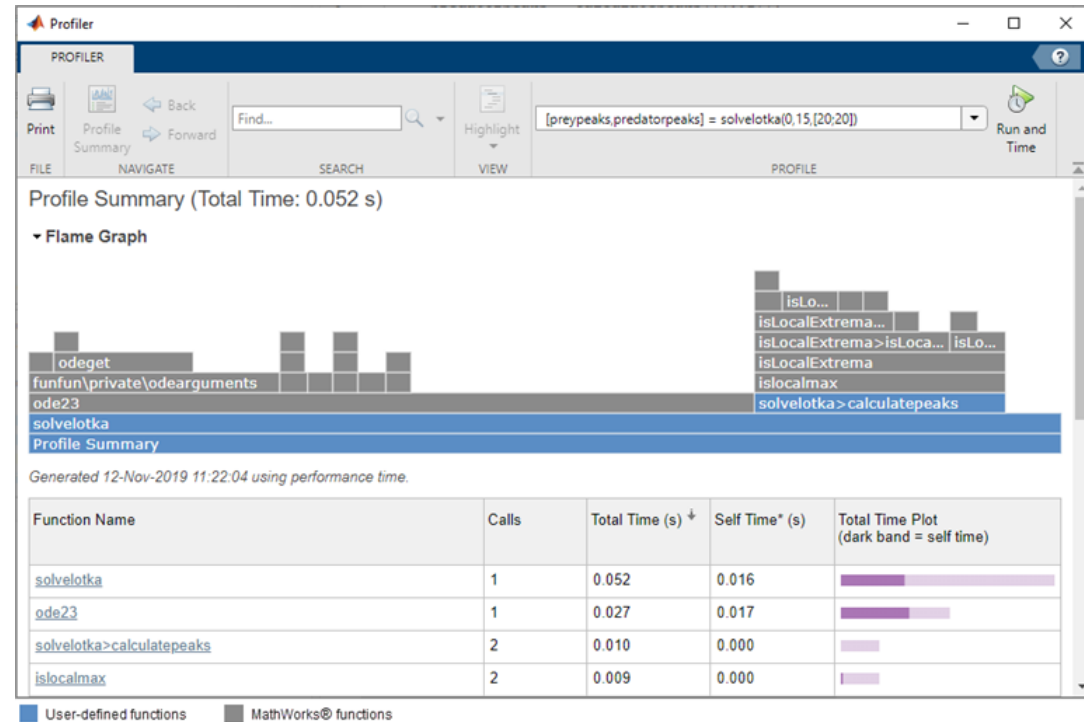 Profiler
PROFILER
?
Print
Profile Summary
Back
Forward
Find...
Highlight
[preypeaks,predatorpeaks] = solvelotka(0,15,[20;20])
Run and Time
FILE
NAVIGATE
SEARCH
VIEW
PROFILE
Profile Summary (Total Time: 0.052 s)
Flame Graph
isLo...
isLocalExtrema...
isLocalExtrema>isLoca... isLo...
odeget
isLocalExtrema
funfun\private\odearguments
islocalmax
ode23
solvelotka>calculatepeaks
solvelotka
Profile Summary
Generated 12-Nov-2019 11:22:04 using performance time.
Function Name Calls Total Time (s) Self Time* (s) Total Time Plot
(dark band = self time)
solvelotka 1 0.052 0.016
ode23 1 0.027 0.017
solvelotka>calculatepeaks 2 0.010 0.000
islocalmax 2 0.009 0.000
User-defined functions MathWorks® functions